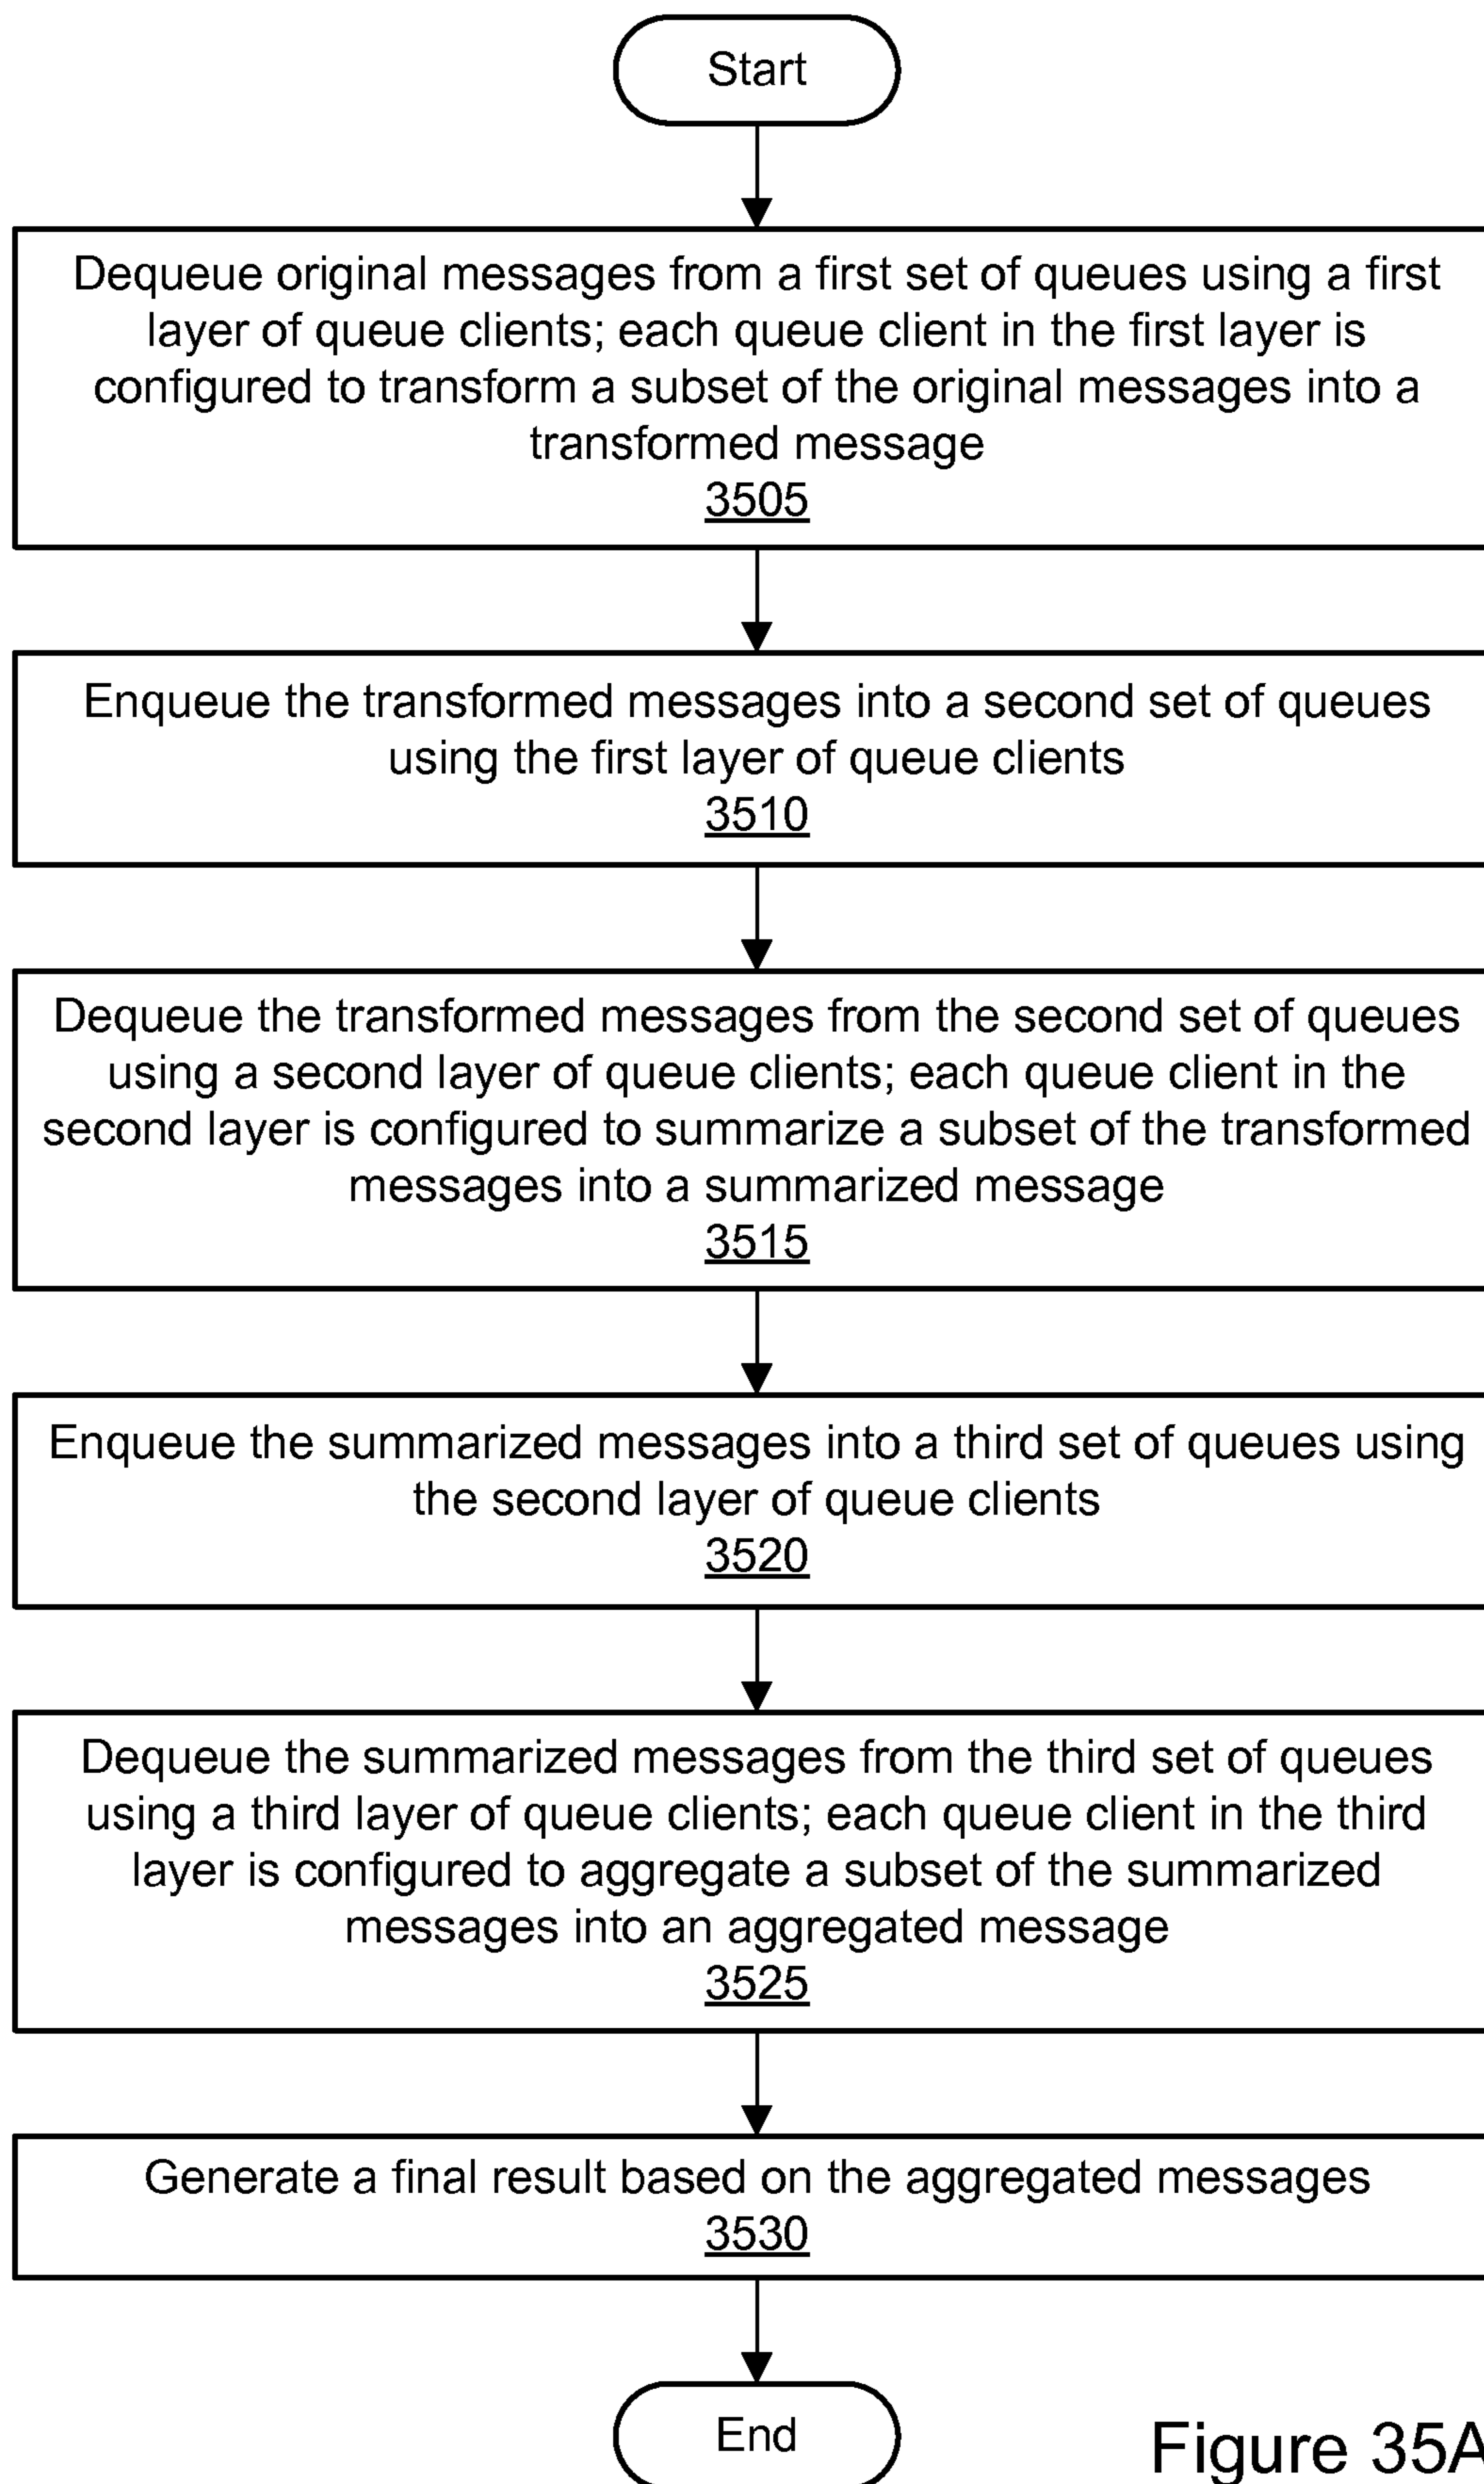 Start
Dequeue original messages from a first set of queues using a first
layer of queue clients; each queue client in the first layer is
configured to transform a subset of the original messages into a
transformed message
3505
Enqueue the transformed messages into a second set of queues
using the first layer of queue clients
3510
Dequeue the transformed messages from the second set of queues
using a second layer of queue clients; each queue client in the
second layer is configured to summarize a subset of the transformed
messages into a summarized message
3515
Enqueue the summarized messages into a third set of queues using
the second layer of queue clients
3520
Dequeue the summarized messages from the third set of queues
using a third layer of queue clients; each queue client in the third
layer is configured to aggregate a subset of the summarized
messages into an aggregated message
3525
Generate a final result based on the aggregated messages
3530
End
Figure 35A